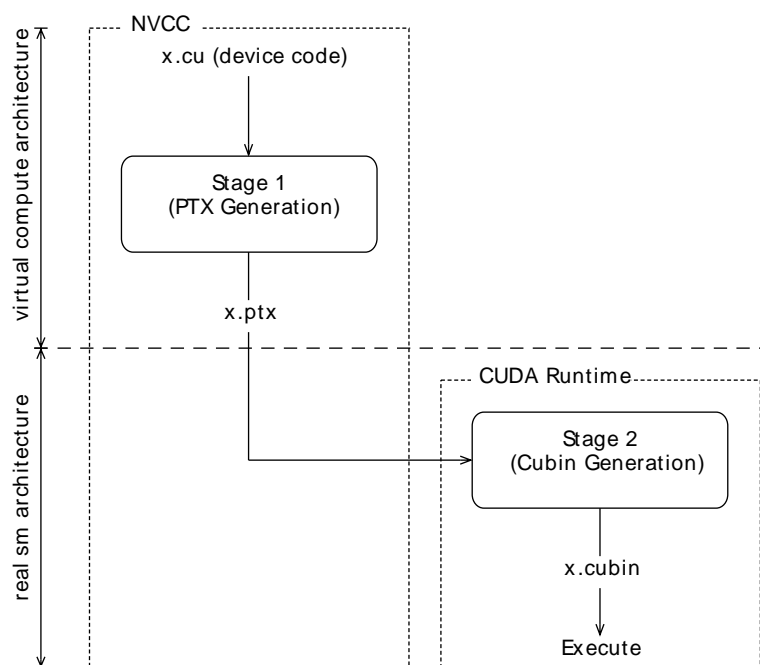 NVCC
x.cu (device code)
Stage 1
(PTX Generation)
x.ptx
virtual compute architecture
CUDA Runtime
Stage 2
(Cubin Generation)
x.cubin
Execute
real sm architecture